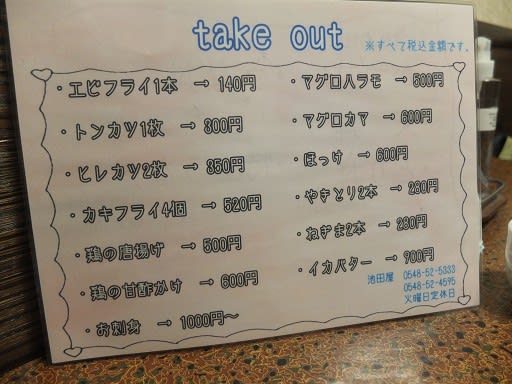 take out
※すべて税込金額です。
・エビフライ1本 → 140円
・トンカツ1枚 → 300円
・ヒレカツ2枚 → 350円
・カキフライ4個 → 520円
・鶏の唐揚げ → 500円
・鶏の甘酢かけ → 600円
・お刺身 → 1000円～
・マグロハラモ → 500円
・マグロカマ → 600円
・ほっけ → 600円
・やきとり2本 → 280円
・ねぎま2本 → 280円
・イカバター → 900円
池田屋 0548-52-5333
0548-52-4595
火曜日定休日